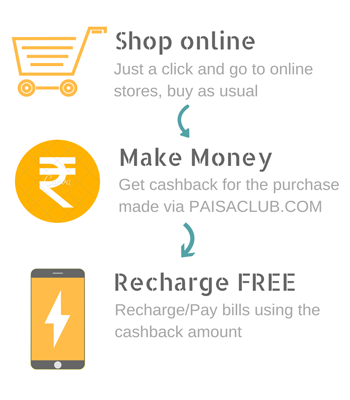 Shop online
Just a click and go to online
stores, buy as usual
Make Money
Get cashback for the purchase
made via PAISACLUB.COM
Recharge FREE
Recharge/Pay bills using the
cashback amount